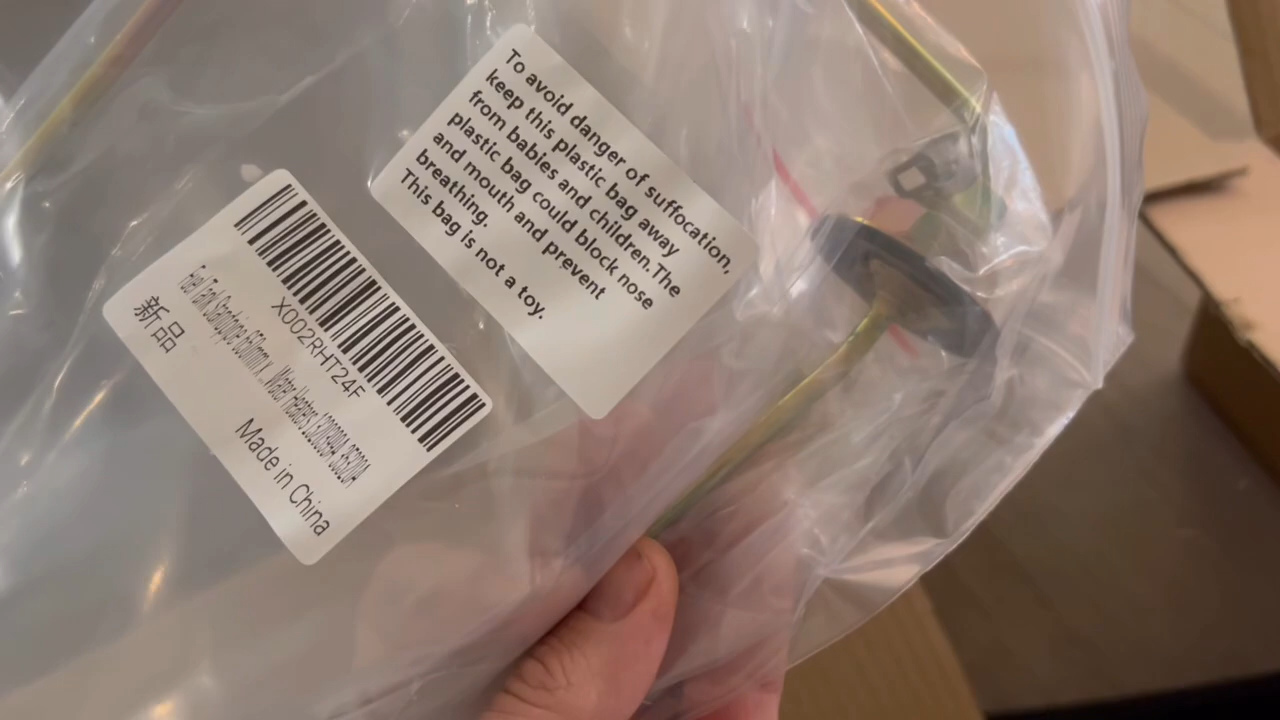 To avoid danger of suffocation,
keep this plastic bag away
from babies and children.The
plastic bag could block nose
and mouth and prevent
breathing.
This bag is not a toy.
X002RHT24F
Fuel Tank Standpipe 650mm x ...Water Heaters
新品
Made in China